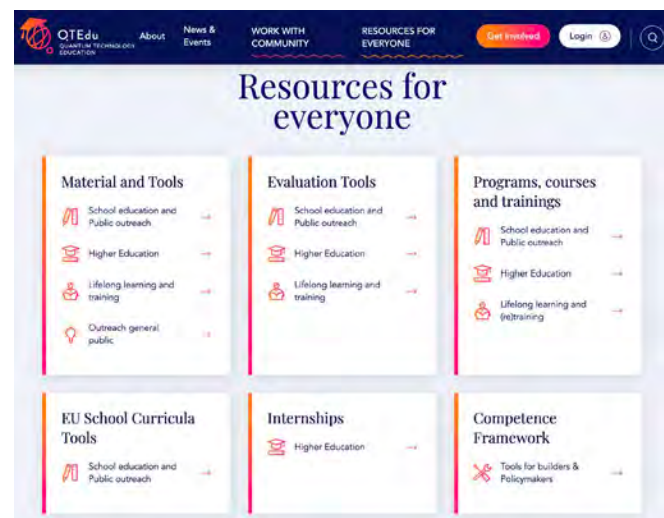 QTEdu
QUANTUM TECHNOLOGY
EDUCATION
About
News &
Events
WORK WITH
COMMUNITY
RESOURCES FOR
EVERYONE
Get Involved
Login
Resources for
everyone
Material and Tools
School education and
Public outreach
Higher Education
Lifelong learning and
training
Outreach general
public
Evaluation Tools
School education and
Public outreach
Higher Education
Lifelong learning and
training
Programs, courses
and trainings
School education and
Public outreach
Higher Education
Lifelong learning and
(re)training
EU School Curricula
Tools
School education and
Public outreach
Internships
Higher Education
Competence
Framework
Tools for builders &
Policymakers